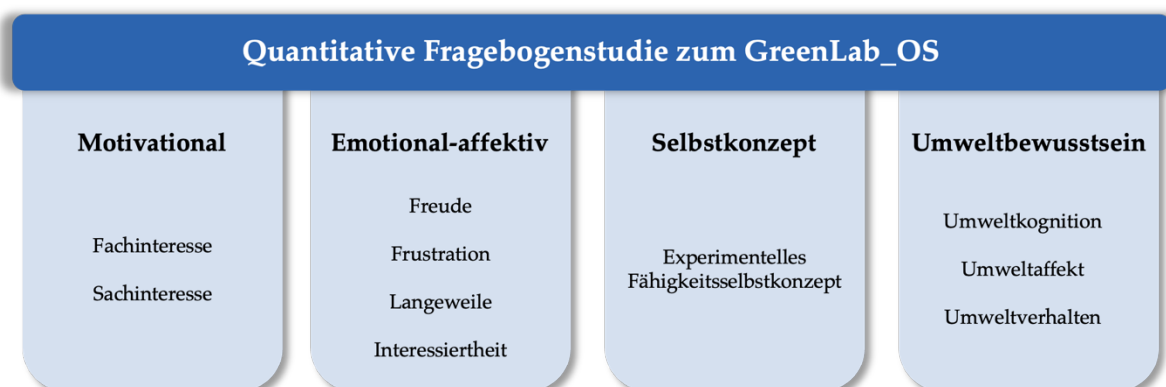 Quantitative Fragebogenstudie zum GreenLab_OS
Motivational
Fachinteresse
Sachinteresse
Emotional-affektiv
Freude
Frustration
Langeweile
Interessiertheit
Selbstkonzept
Experimentelles
Fähigkeitsselbstkonzept
Umweltbewusstsein
Umweltkognition
Umweltaffekt
Umweltverhalten